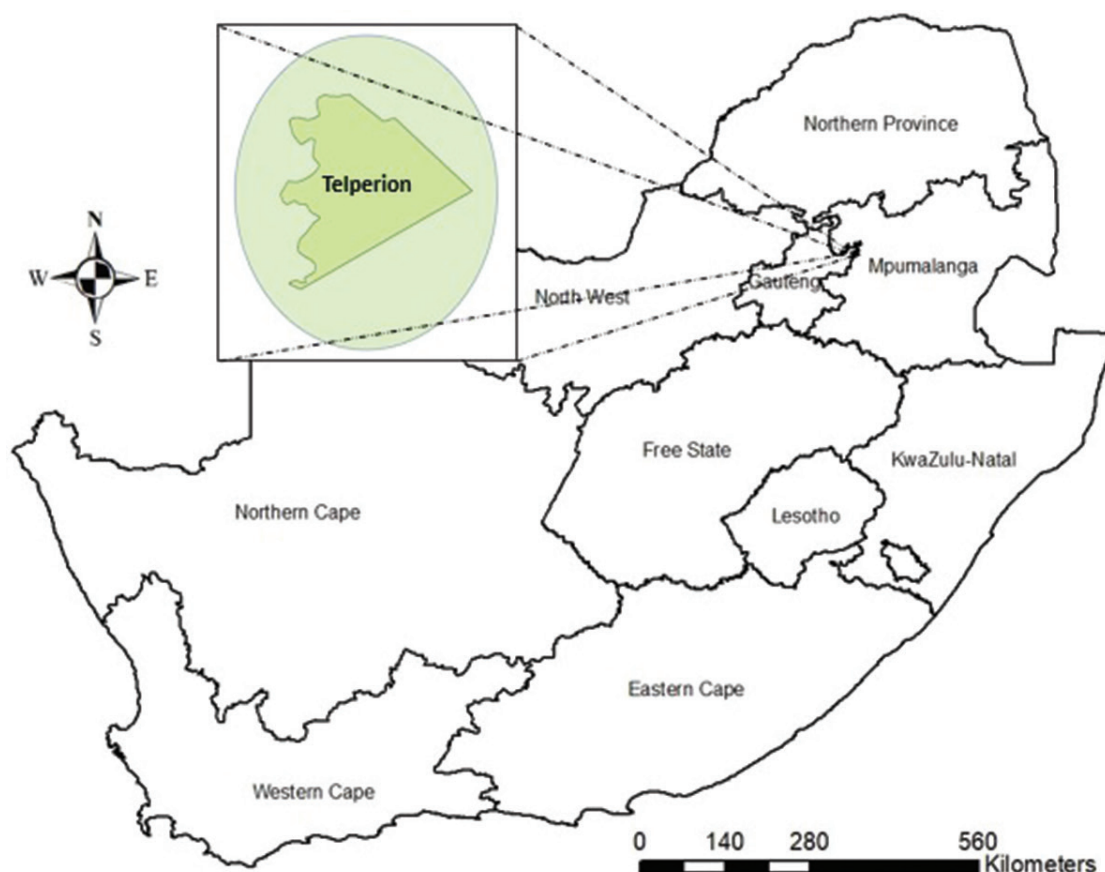 Telperion
Northern Province
N
W E
S
Mpumalanga
Gauteng
North West
Free State
KwaZulu-Natal
Northern Cape
Lesotho
Eastern Cape
Western Cape
0 140 280 560
Kilometers